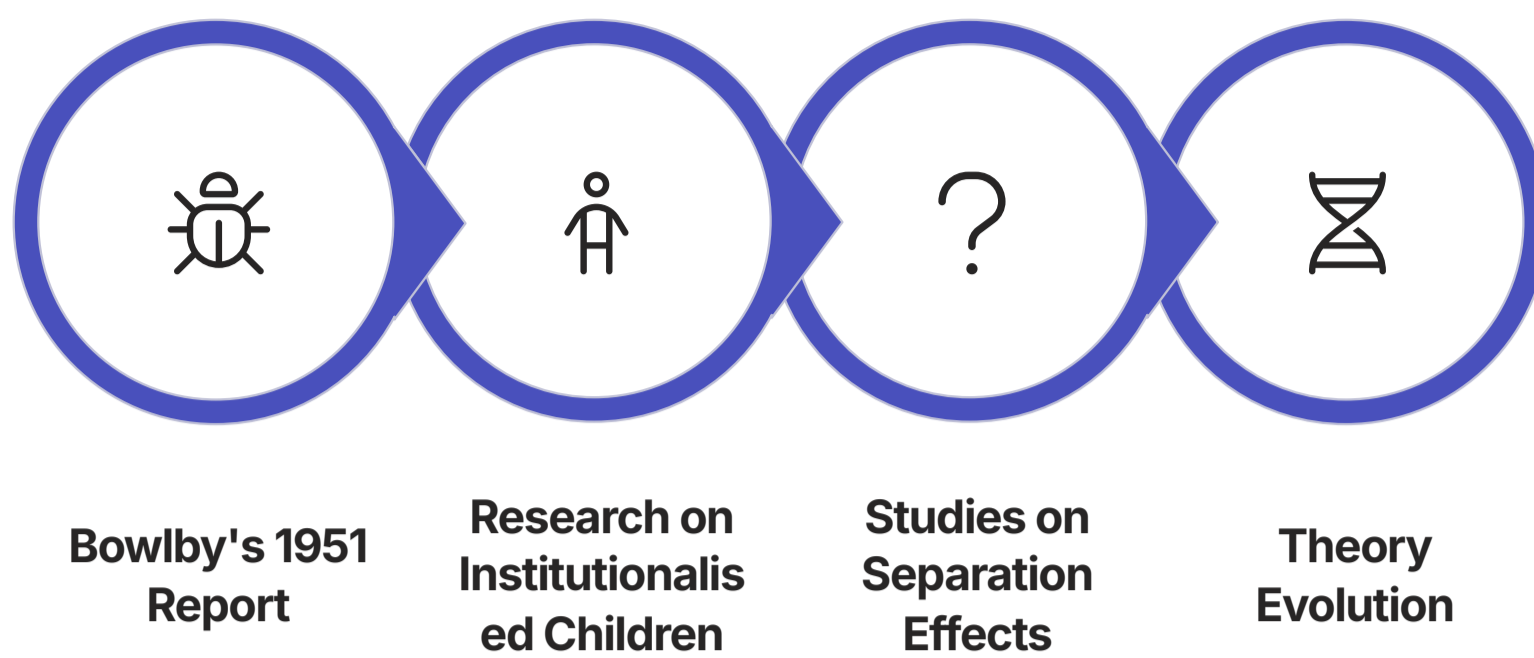 Bowlby's 1951
Report
Research on
Institutionalis
ed Children
Studies on
Separation
Effects
Theory
Evolution